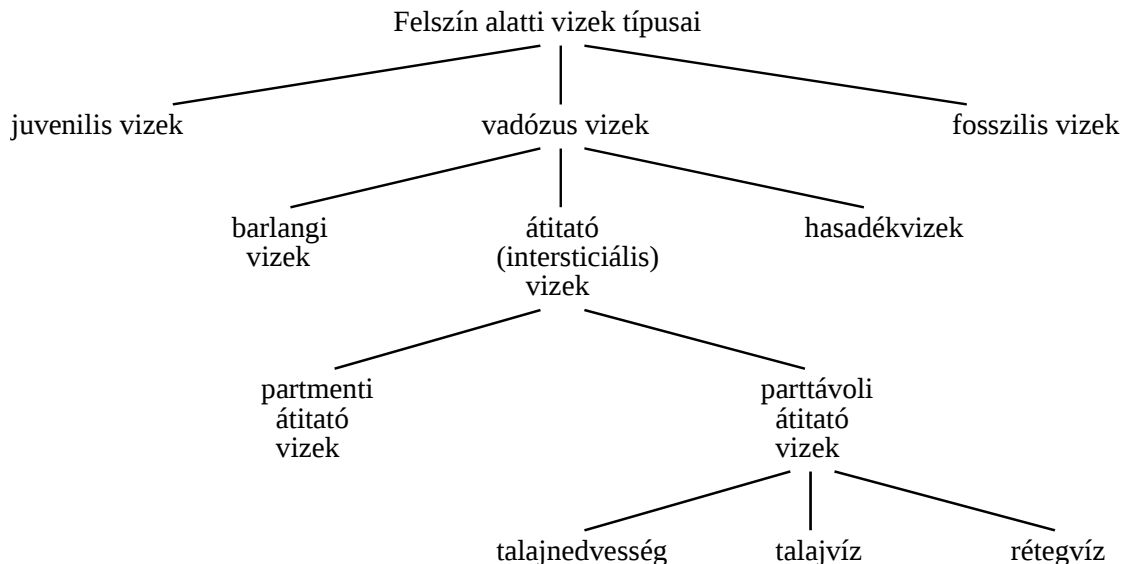 Felszín alatti vizek típusai
juvenilis vizek
vadózus vizek
fosszilis vizek
barlangi
vizek
átitató
(intersticiális)
vizek
hasadékvizek
partmenti
átitató
vizek
parttávoli
átitató
vizek
talajnedvesség
talajvíz
rétegvíz